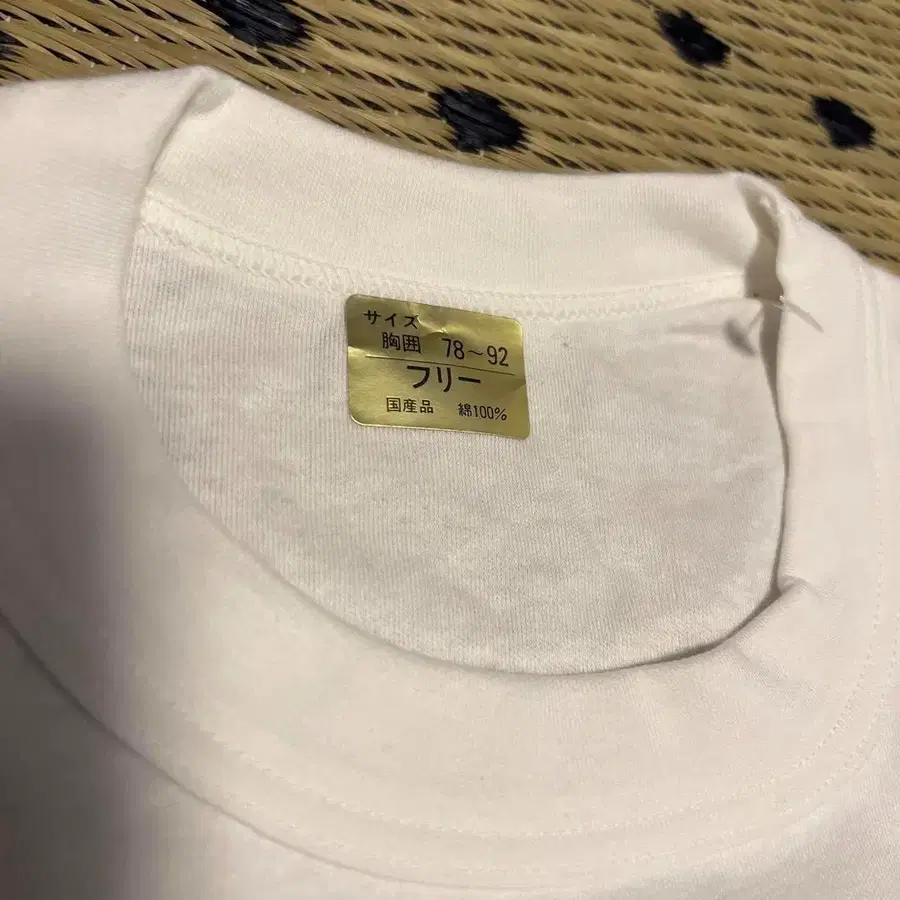 サイズ
胸囲 78～92
フリー
国産品 綿100%